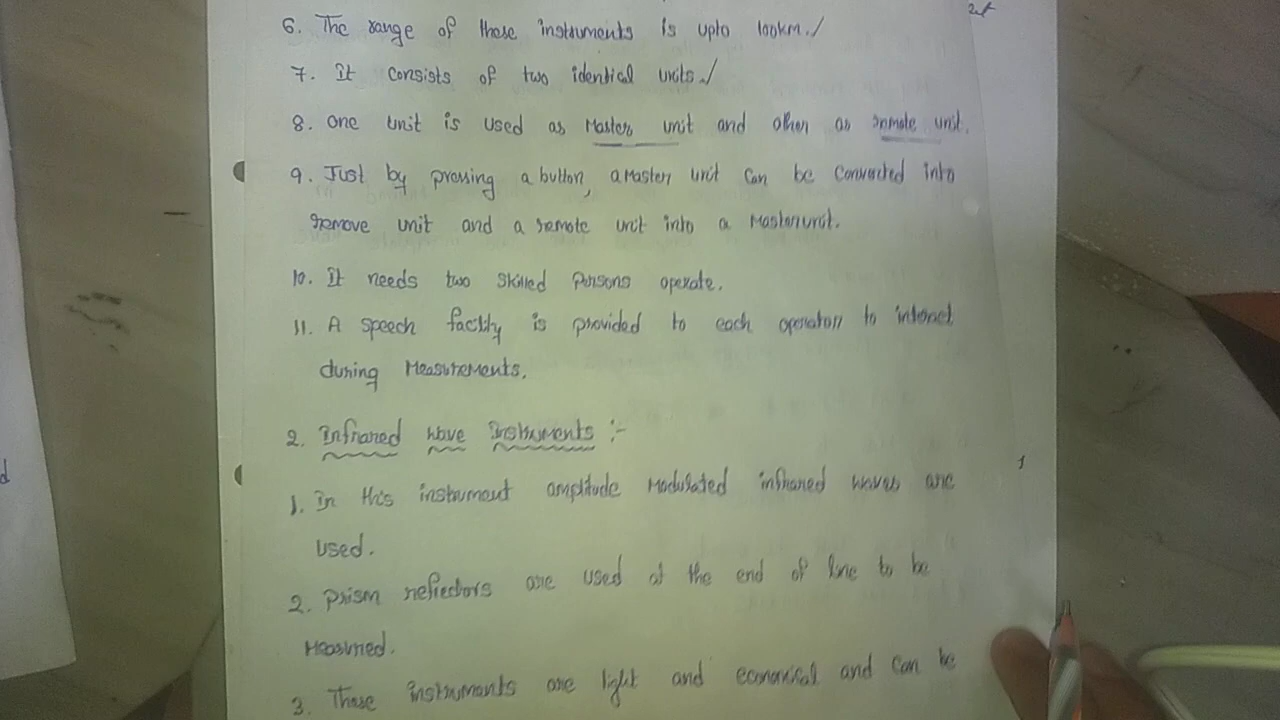 6. The range of these instruments is upto 100km./
7. It consists of two identical units./
8. One unit is used as Master unit and other as remote unit.
9. Just by pressing a button, a Master unit can be converted into
remove unit and a remote unit into a Master unit.
10. It needs two skilled persons operate.
11. A speech facility is provided to each operator to interact
during Measurements.
2. Infrared wave Instruments :-
1. In this instrument amplitude Modulated infrared waves are
used.
2. prism reflectors are used at the end of line to be
Measured.
3. These instruments are light and economical and can be